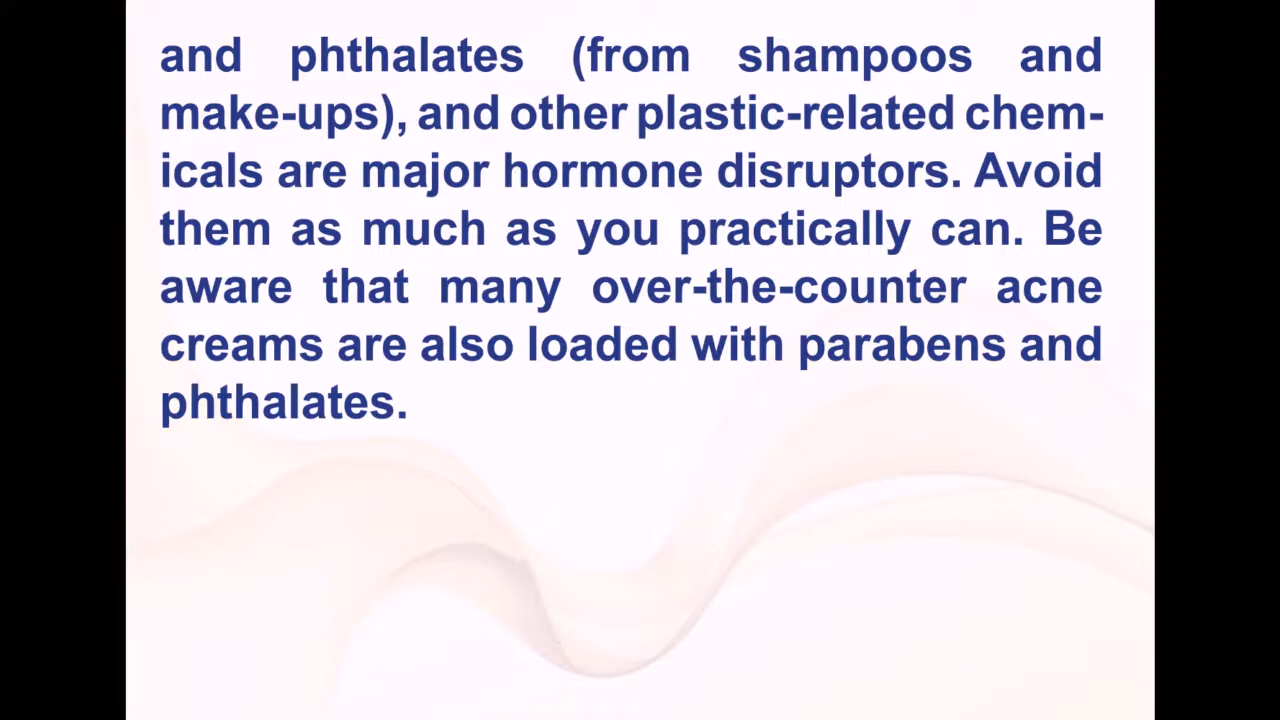 and phthalates (from shampoos and
make-ups), and other plastic-related chem-
icals are major hormone disruptors. Avoid
them as much as you practically can. Be
aware that many over-the-counter acne
creams are also loaded with parabens and
phthalates.